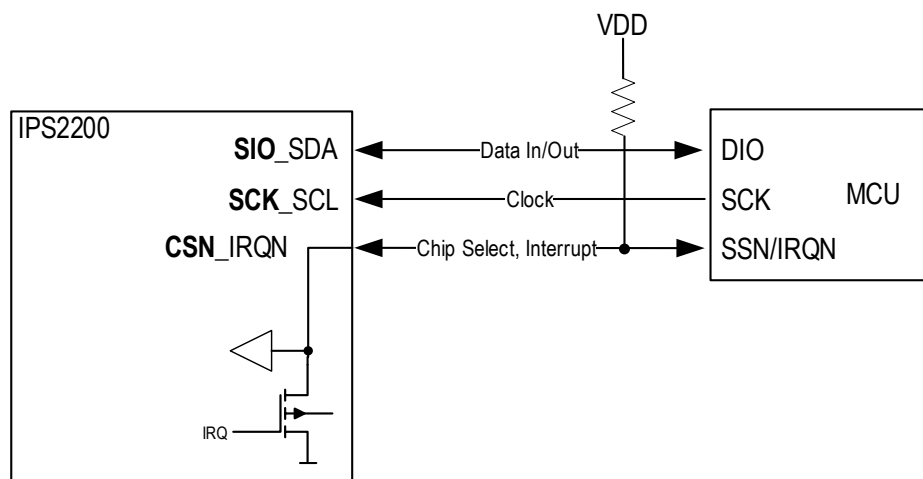 VDD
IPS2200
SIO_SDA
Data In/Out
DIO
SCK_SCL
Clock
SCK
MCU
CSN_IRQN
Chip Select, Interrupt
SSN/IRQN
IRQ